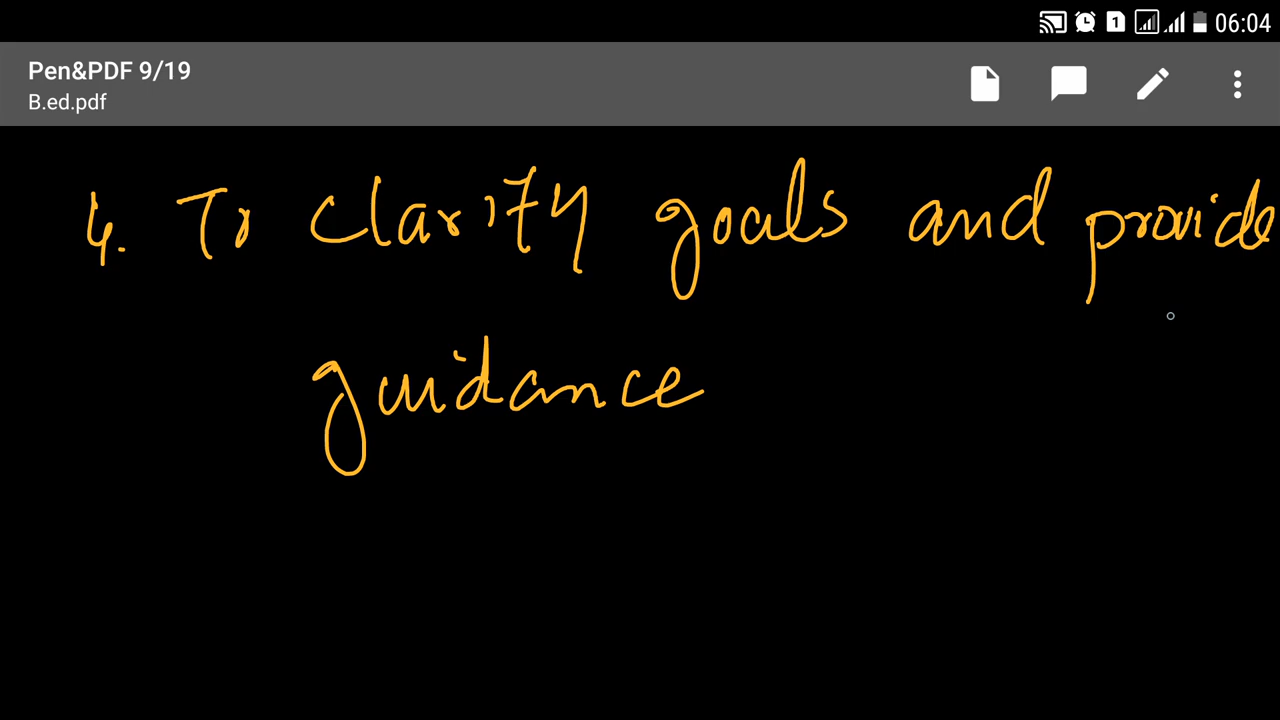 06:04
Pen&PDF 9/19
B.ed.pdf
4. To clarify goals and provide
guidance